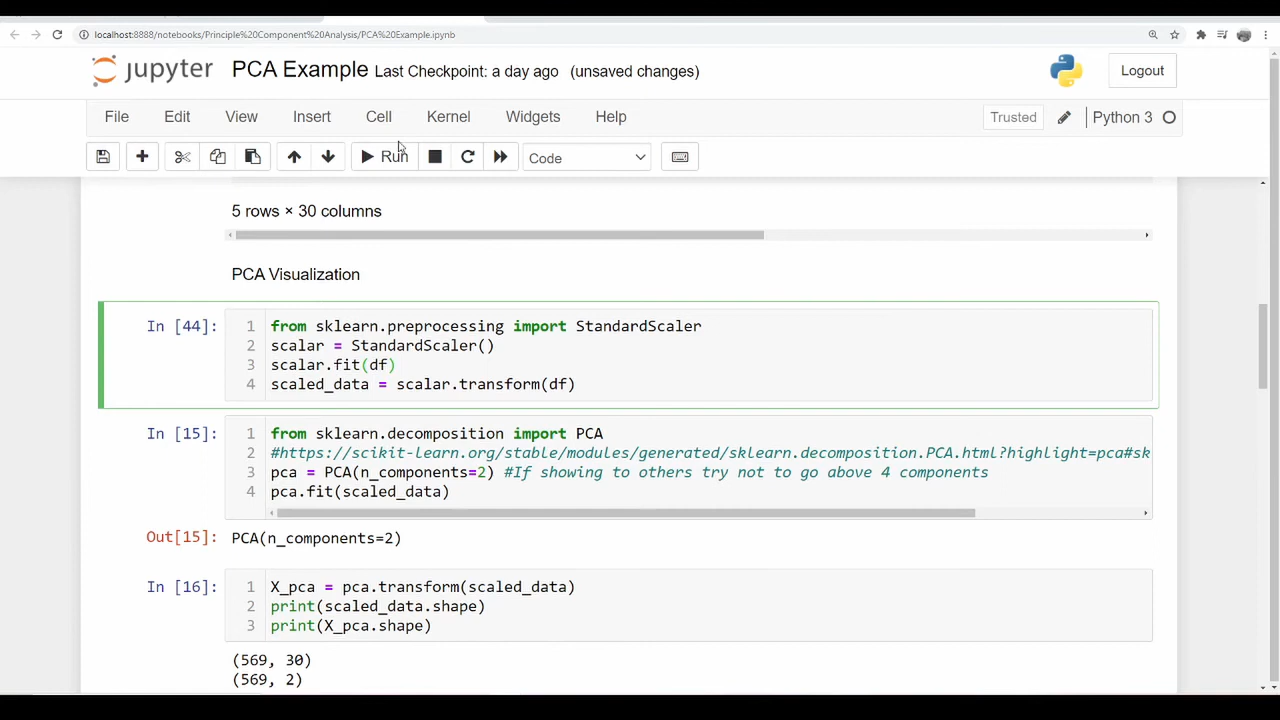 localhost:8888/notebooks/Principle%20Component%20Analysis/PCA%20Example.ipynb
jupyter PCA Example Last Checkpoint: a day ago (unsaved changes) Logout
File Edit View Insert Cell Kernel Widgets Help Trusted Python 3
Run Code
5 rows × 30 columns
PCA Visualization
In [44]: 1 from sklearn.preprocessing import StandardScaler
2 scalar = StandardScaler()
3 scalar.fit(df)
4 scaled_data = scalar.transform(df)
In [15]: 1 from sklearn.decomposition import PCA
2 #https://scikit-learn.org/stable/modules/generated/sklearn.decomposition.PCA.html?highlight=pca#sk
3 pca = PCA(n_components=2) #If showing to others try not to go above 4 components
4 pca.fit(scaled_data)
Out[15]: PCA(n_components=2)
In [16]: 1 X_pca = pca.transform(scaled_data)
2 print(scaled_data.shape)
3 print(X_pca.shape)
(569, 30)
(569, 2)